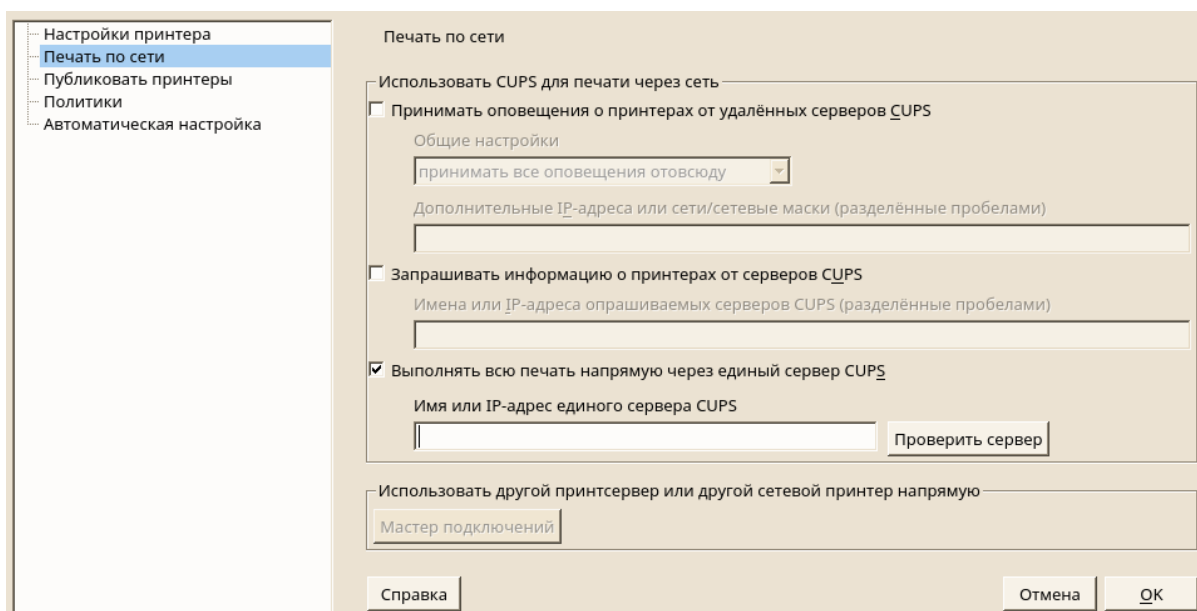 Настройки принтера
Печать по сети
Публиковать принтеры
Политики
Автоматическая настройка
Печать по сети
Использовать CUPS для печати через сеть
Принимать оповещения о принтерах от удалённых серверов CUPS
Общие настройки
принимать все оповещения отовсюду
Дополнительные IP-адреса или сети/сетевые маски (разделённые пробелами)
Запрашивать информацию о принтерах от серверов CUPS
Имена или IP-адреса опрашиваемых серверов CUPS (разделённые пробелами)
Выполнять всю печать напрямую через единый сервер CUPS
Имя или IP-адрес единого сервера CUPS
Проверить сервер
Использовать другой принтсервер или другой сетевой принтер напрямую
Мастер подключений
Справка
Отмена
OK